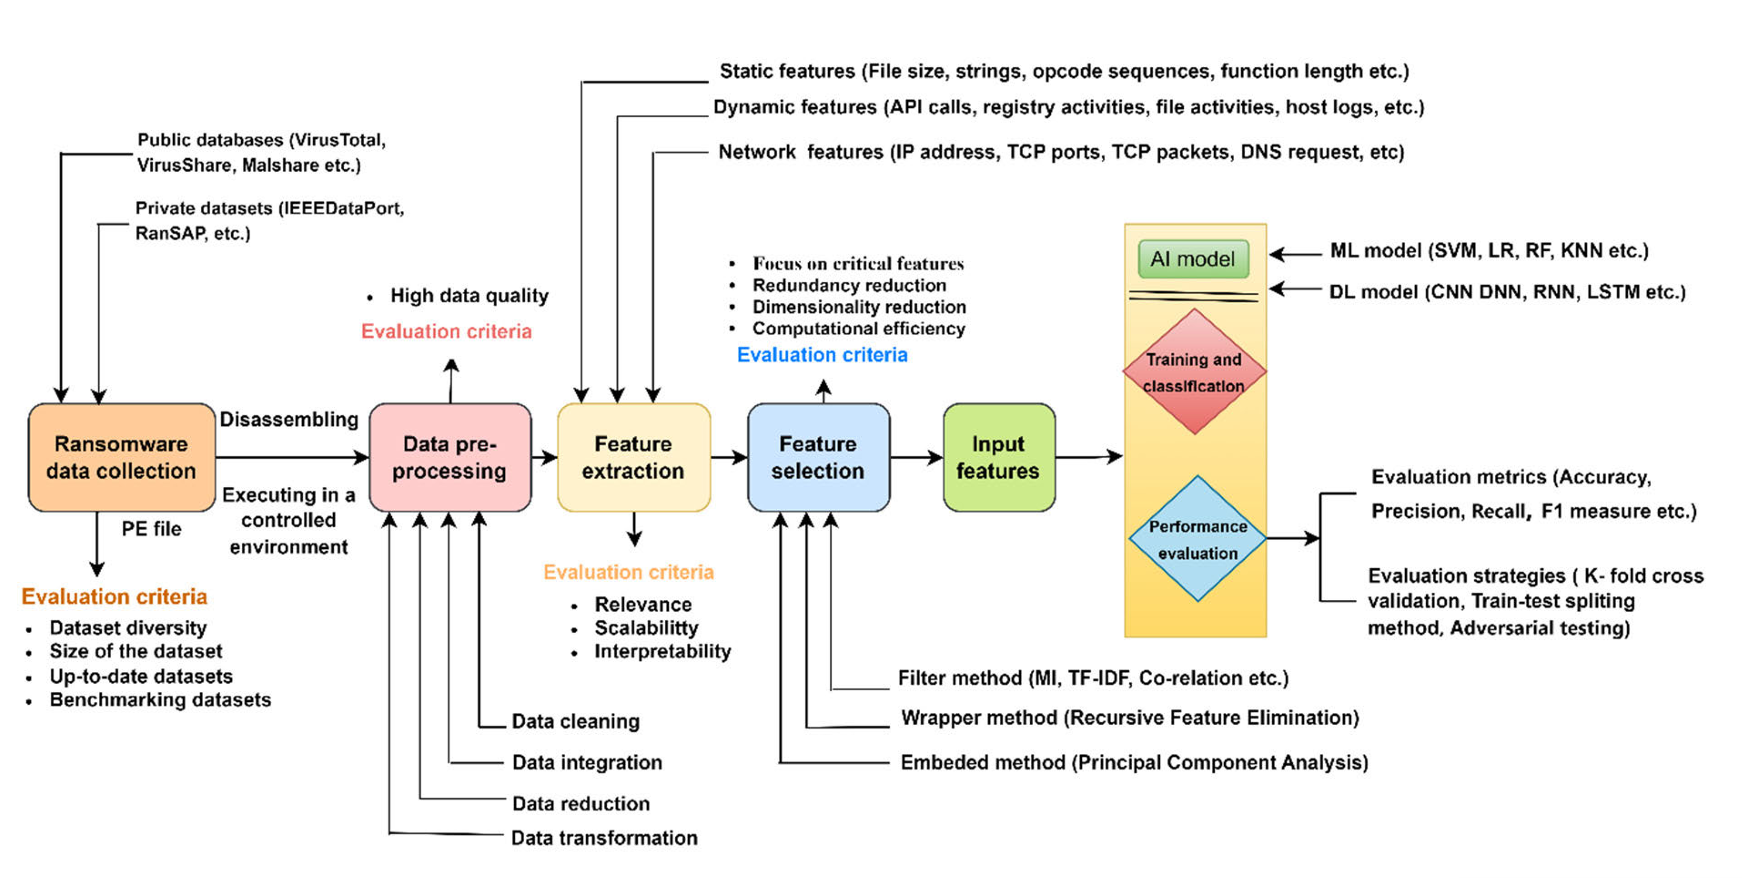 Static features (File size, strings, opcode sequences, function length etc.)
Dynamic features (API calls, registry activities, file activities, host logs, etc.)
Network features (IP address, TCP ports, TCP packets, DNS request, etc)
Public databases (VirusTotal,
VirusShare, Malshare etc.)
Private datasets (IEEEDataPort,
RanSAP, etc.)
• High data quality
Evaluation criteria
• Focus on critical features
• Redundancy reduction
• Dimensionality reduction
• Computational efficiency
Evaluation criteria
AI model
ML model (SVM, LR, RF, KNN etc.)
DL model (CNN DNN, RNN, LSTM etc.)
Training and
classification
Ransomware
data collection
Disassembling
Executing in a
controlled
environment
Data pre-
processing
Feature
extraction
Feature
selection
Input
features
PE file
Evaluation criteria
• Dataset diversity
• Size of the dataset
• Up-to-date datasets
• Benchmarking datasets
Evaluation criteria
• Relevance
• Scalabilitty
• Interpretability
Performance
evaluation
Evaluation metrics (Accuracy,
Precision, Recall, F1 measure etc.)
Evaluation strategies ( K- fold cross
validation, Train-test spliting
method, Adversarial testing)
Data cleaning
Data integration
Data reduction
Data transformation
Filter method (MI, TF-IDF, Co-relation etc.)
Wrapper method (Recursive Feature Elimination)
Embeded method (Principal Component Analysis)